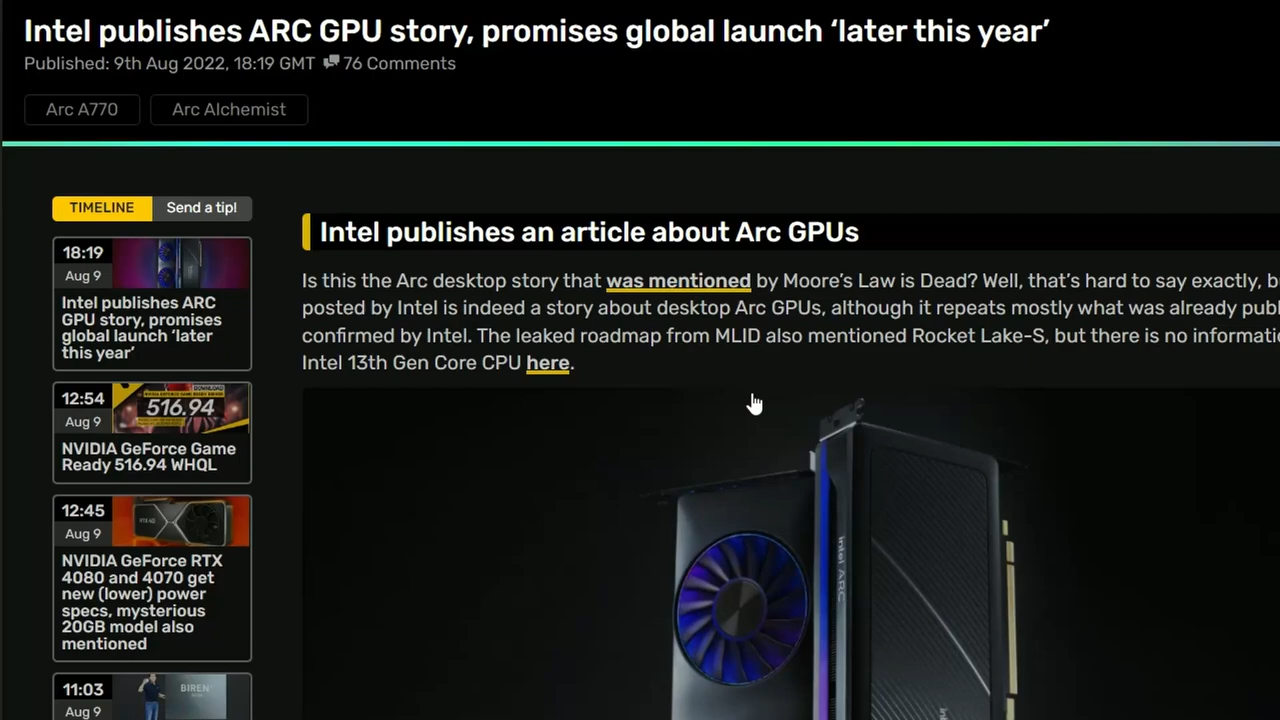 Intel publishes ARC GPU story, promises global launch ‘later this year’
Published: 9th Aug 2022, 18:19 GMT 76 Comments
Arc A770
Arc Alchemist
TIMELINE
Send a tip!
18:19
Aug 9
Intel publishes ARC
GPU story, promises
global launch ‘later
this year’
12:54
Aug 9
DOWNLOAD
516.94
NVIDIA GeForce Game
Ready 516.94 WHQL
12:45
Aug 9
NVIDIA GeForce RTX
4080 and 4070 get
new (lower) power
specs, mysterious
20GB model also
mentioned
11:03
Aug 9
BIREN
Intel publishes an article about Arc GPUs
Is this the Arc desktop story that was mentioned by Moore’s Law is Dead? Well, that’s hard to say exactly, b
posted by Intel is indeed a story about desktop Arc GPUs, although it repeats mostly what was already publ
confirmed by Intel. The leaked roadmap from MLID also mentioned Rocket Lake-S, but there is no informati
Intel 13th Gen Core CPU here.
intel ARC